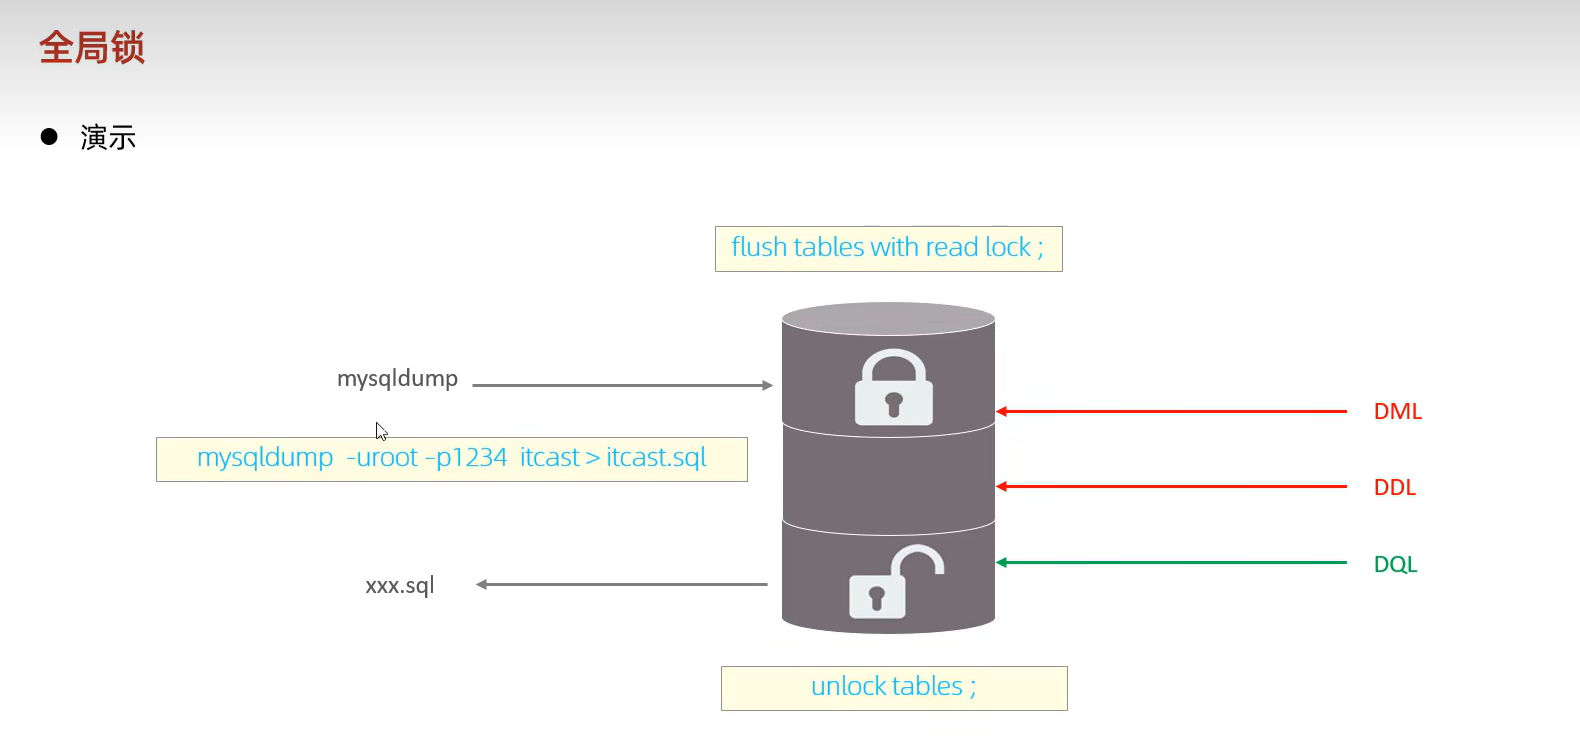 全局锁
● 演示
flush tables with read lock ;
mysqldump
DML
mysqldump -uroot –p1234 itcast > itcast.sql
DDL
DQL
xxx.sql
unlock tables ;